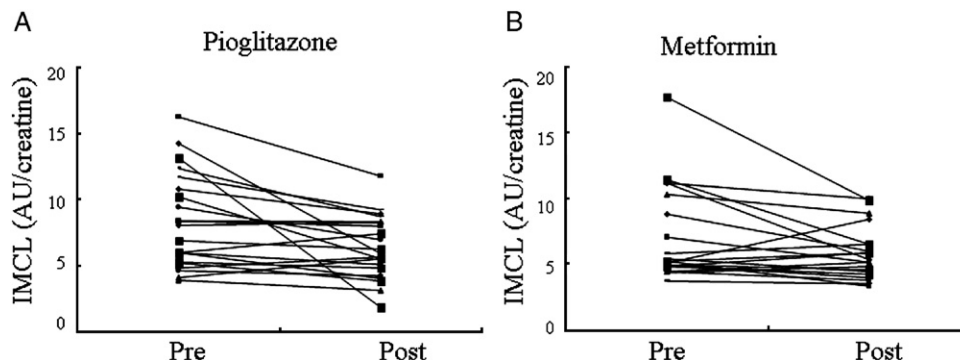 A
Pioglitazone
IMCL (AU/creatine)
20
15
10
5
0
Pre
Post
B
Metformin
IMCL (AU/creatine)
20
15
10
5
0
Pre
Post